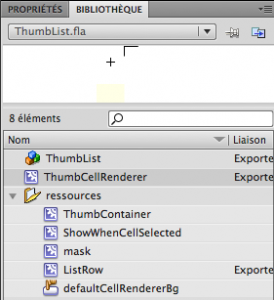 PROPRIÉTÉS BIBLIOTHÈQUE
ThumbList.fla
8 éléments
Nom Liaison
ThumbList Exporte
ThumbCellRenderer Exporte
ressources
ThumbContainer
ShowWhenCellSelected
mask
ListRow Exporte
defaultCellRendererBg